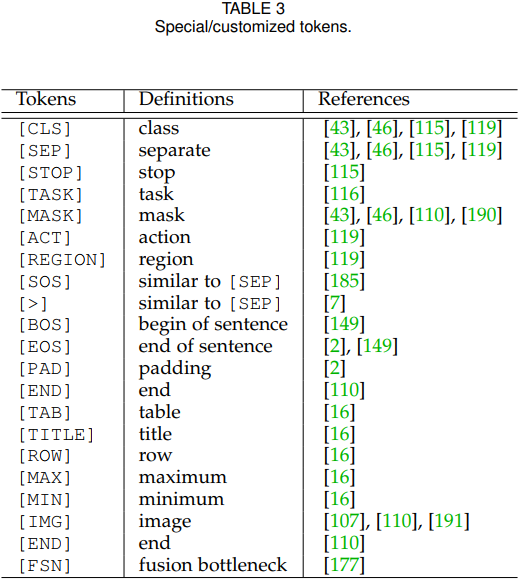 TABLE 3
Special/customized tokens.
Tokens Definitions References
[CLS] class [43], [46], [115], [119]
[SEP] separate [43], [46], [115], [119]
[STOP] stop [115]
[TASK] task [116]
[MASK] mask [43], [46], [110], [190]
[ACT] action [119]
[REGION] region [119]
[SOS] similar to [SEP] [185]
[>] similar to [SEP] [7]
[BOS] begin of sentence [149]
[EOS] end of sentence [2], [149]
[PAD] padding [2]
[END] end [110]
[TAB] table [16]
[TITLE] title [16]
[ROW] row [16]
[MAX] maximum [16]
[MIN] minimum [16]
[IMG] image [107], [110], [191]
[END] end [110]
[FSN] fusion bottleneck [177]